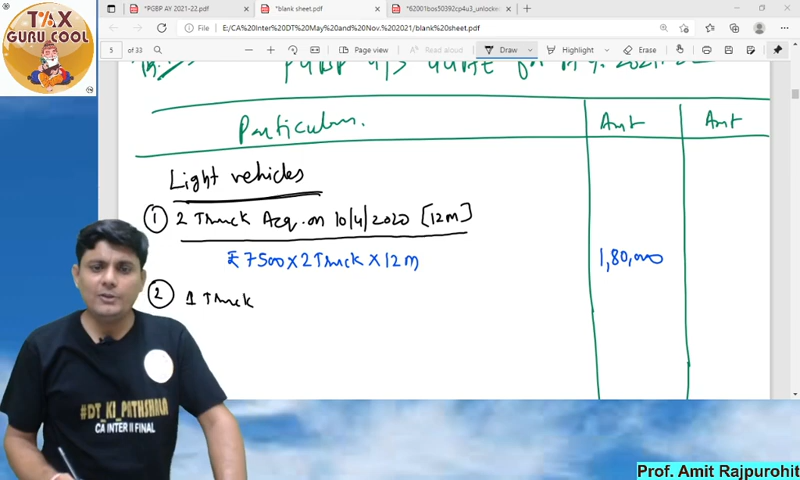 TAX
GURU COOL
*PGBP AY 2021-22.pdf
*blank sheet.pdf
*62001bos50392cp4u3_unlocked
E:/CA%20Inter%20DT%20May%20and%20Nov.%202021/blank%20sheet.pdf
5 of 33
Page view
Read aloud
Draw
Highlight
Erase
Particulars
Amt
Amt
Light vehicles
① 2 Truck Acq. on 10/4/2020 [12m]
₹7500 × 2 Truck × 12 m
1,80,000
② 1 Truck
#DT_KI_PATHSHALA
CA INTER II FINAL
Prof. Amit Rajpurohit